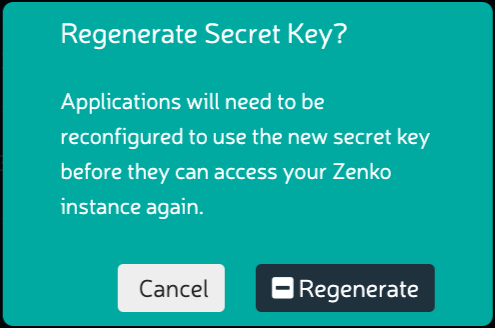 Regenerate Secret Key?
Applications will need to be
reconfigured to use the new secret key
before they can access your Zenko
instance again.
Cancel
Regenerate